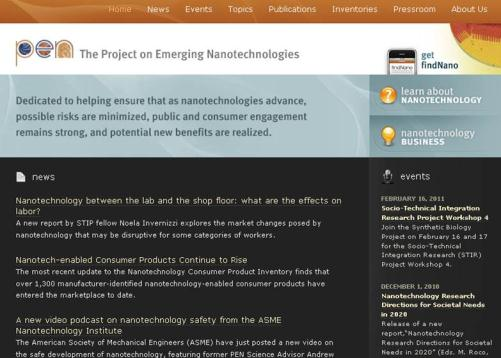 Home News Events Topics Publications Inventories Pressroom About Us
pen The Project on Emerging Nanotechnologies
get
findNano
findNano
Dedicated to helping ensure that as nanotechnologies advance,
possible risks are minimized, public and consumer engagement
remains strong, and potential new benefits are realized.
learn about
NANOTECHNOLOGY
nanotechnology
BUSINESS
news
Nanotechnology between the lab and the shop floor: what are the effects on
labor?
A new report by STIP fellow Noela Invernizzi explores the market changes posed by
nanotechnology that may be disruptive for some categories of workers.
Nanotech-enabled Consumer Products Continue to Rise
The most recent update to the Nanotechnology Consumer Product Inventory finds that
over 1,300 manufacturer-identified nanotechnology-enabled consumer products have
entered the marketplace to date.
A new video podcast on nanotechnology safety from the ASME
Nanotechnology Institute
The American Society of Mechanical Engineers (ASME) have just posted a new video on
the safe development of nanotechnology, featuring former PEN Science Advisor Andrew
events
FEBRUARY 16, 2011
Socio-Technical Integration
Research Project Workshop 4
Join the Synthetic Biology
Project on February 16 and 17
for the Socio-Technical
Integration Research (STIR)
Project Workshop 4.
DECEMBER 1, 2010
Nanotechnology Research
Directions for Societal Needs
in 2020
Release of a new
report,"Nanotechnology
Research Directions for Societal
Needs in 2020" (Eds. M. Roco,